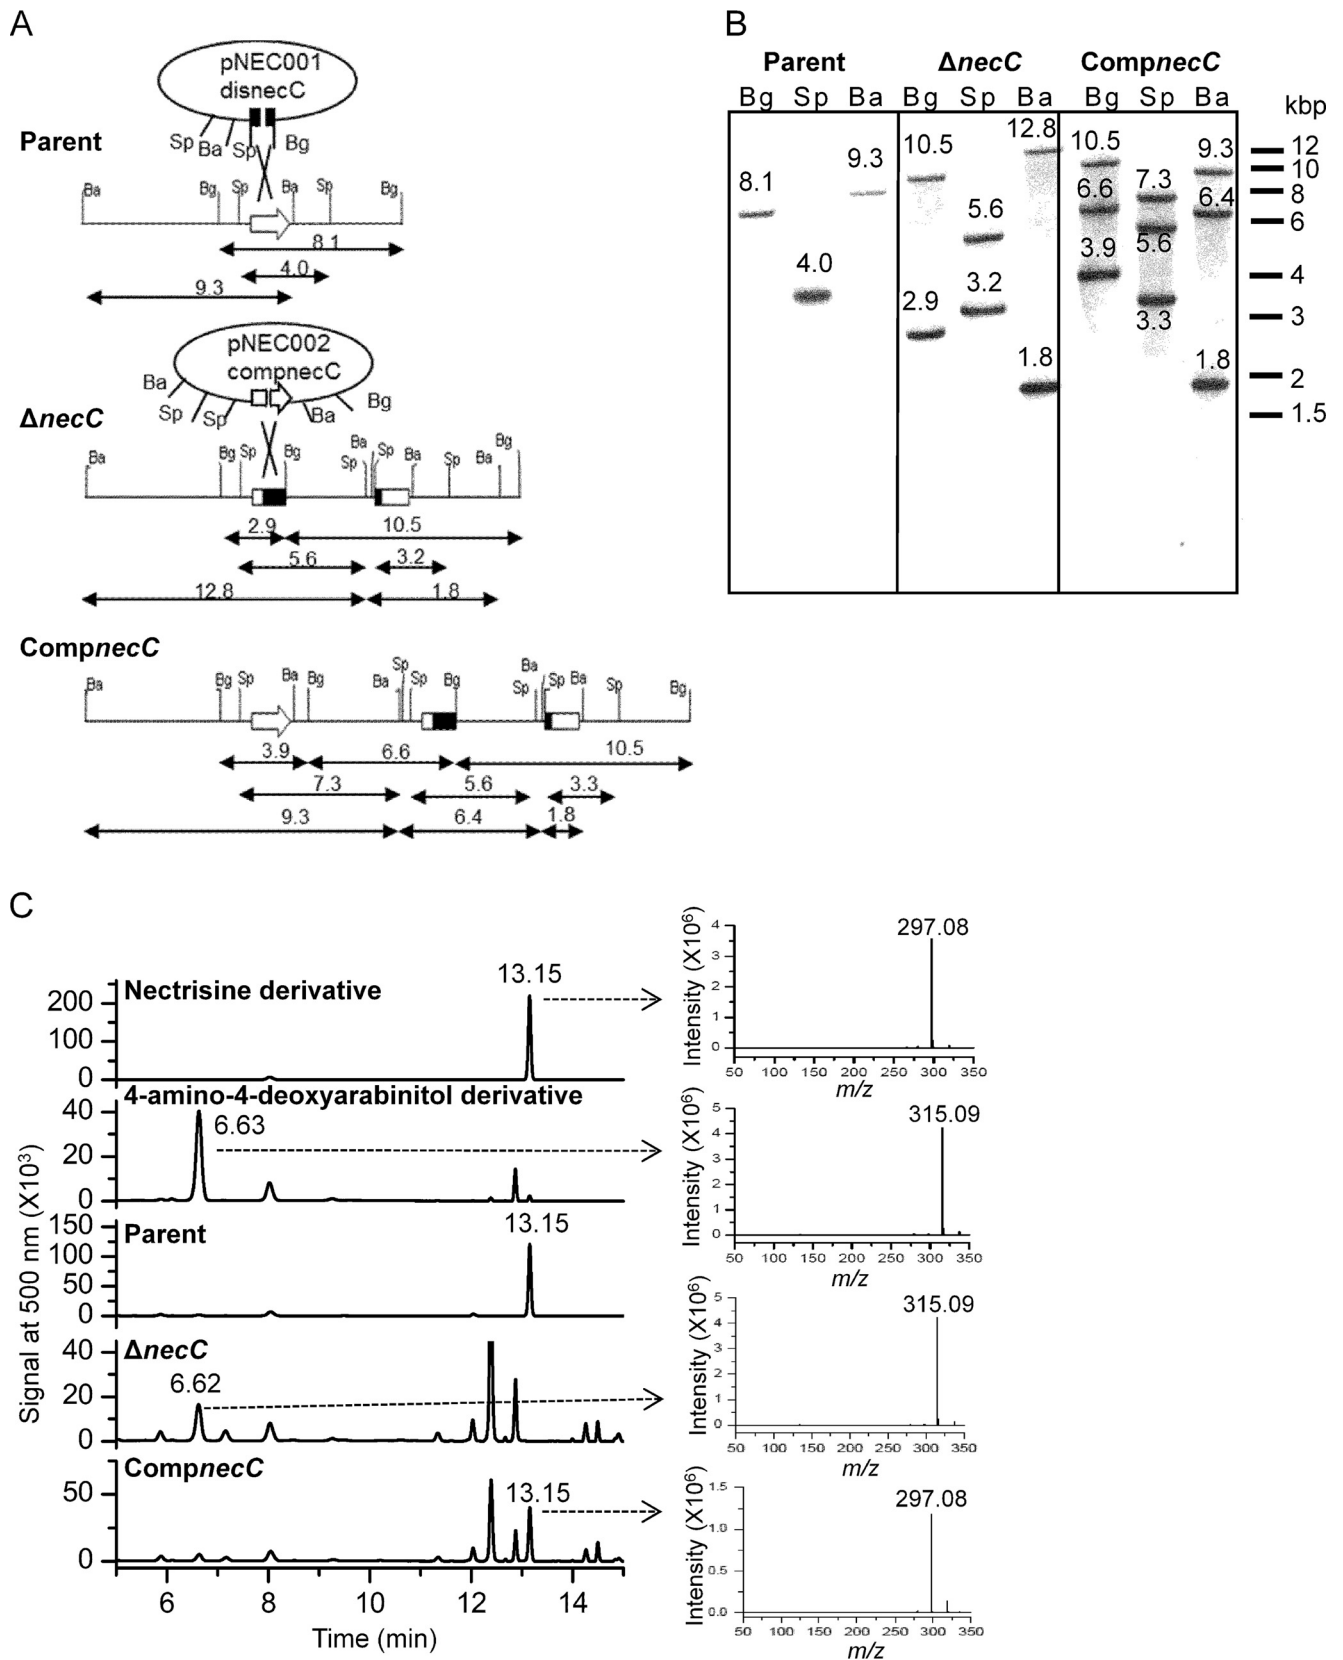 A
pNEC001
disnecC
Sp Ba Sp Bg
Parent
Ba Bg Sp Ba Sp Bg
8.1
4.0
9.3
pNEC002
compnecC
Ba Sp Sp Ba Bg
ΔnecC
Ba Bg Sp Bg Sp Ba Sp Ba Sp Ba Bg
2.9 10.5
5.6 3.2
12.8 1.8
CompnecC
Ba Bg Sp Ba Bg Ba Sp Sp Bg Sp Ba Sp Ba Sp Bg
3.9 6.6 10.5
7.3 5.6 3.3
9.3 6.4 1.8
B
Parent ΔnecC CompnecC
Bg Sp Ba Bg Sp Ba Bg Sp Ba
kbp
8.1
4.0
9.3
10.5
2.9
5.6
3.2
12.8
1.8
10.5
6.6
3.9
7.3
5.6
3.3
9.3
6.4
1.8
12
10
8
6
4
3
2
1.5
C
Signal at 500 nm (X10³)
Nectrisine derivative
13.15
200
100
0
4-amino-4-deoxyarabinitol derivative
6.63
40
20
0
Parent
13.15
150
100
50
0
ΔnecC
6.62
40
20
0
CompnecC
13.15
50
0
6 8 10 12 14
Time (min)
Intensity (X10⁶)
297.08
4
3
2
1
0
50 100 150 200 250 300 350
m/z
Intensity (X10⁶)
315.09
5
4
3
2
1
0
50 100 150 200 250 300 350
m/z
Intensity (X10⁶)
315.09
5
4
3
2
1
0
50 100 150 200 250 300 350
m/z
Intensity (X10⁶)
297.08
1.5
1.0
0.5
0.0
50 100 150 200 250 300 350
m/z